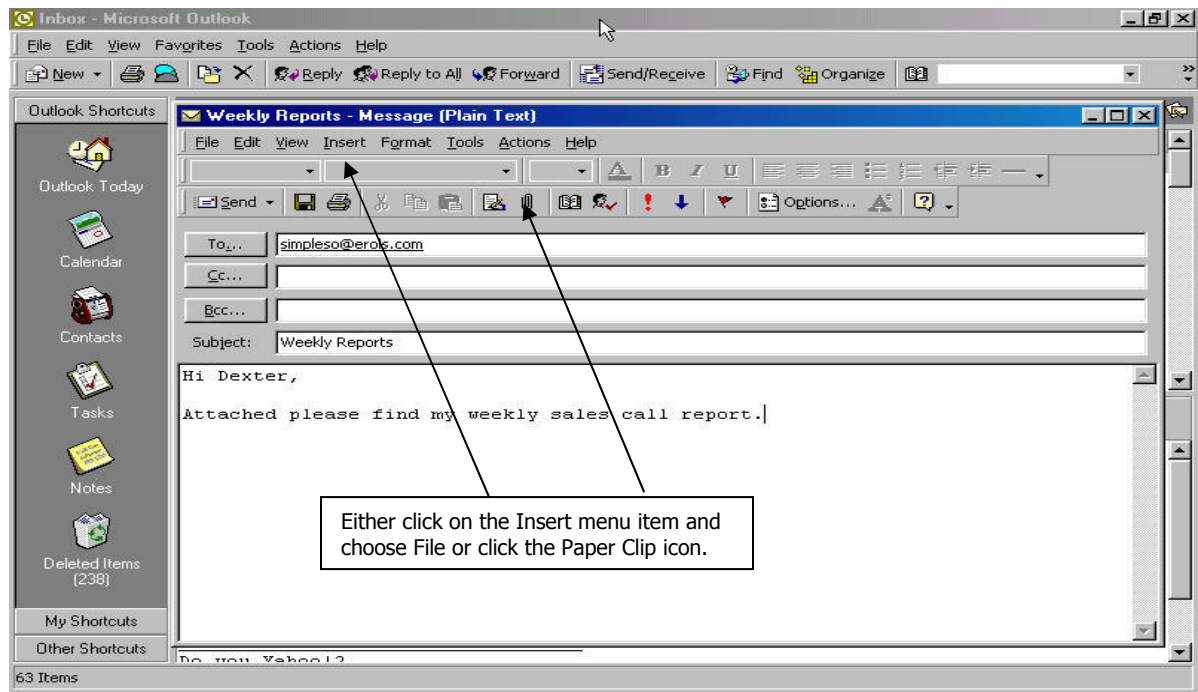 Inbox - Microsoft Outlook
File Edit View Favorites Tools Actions Help
New Reply Reply to All Forward Send/Receive Find Organize
Outlook Shortcuts
Weekly Reports - Message (Plain Text)
File Edit View Insert Format Tools Actions Help
A B I U
Outlook Today
Send Options...
To... simpleso@erols.com
Calendar
Cc...
Bcc...
Contacts
Subject: Weekly Reports
Hi Dexter,
Tasks
Attached please find my weekly sales call report.
Notes
Either click on the Insert menu item and
choose File or click the Paper Clip icon.
Deleted Items
(238)
My Shortcuts
Other Shortcuts
Do you Yahoo!?
63 Items